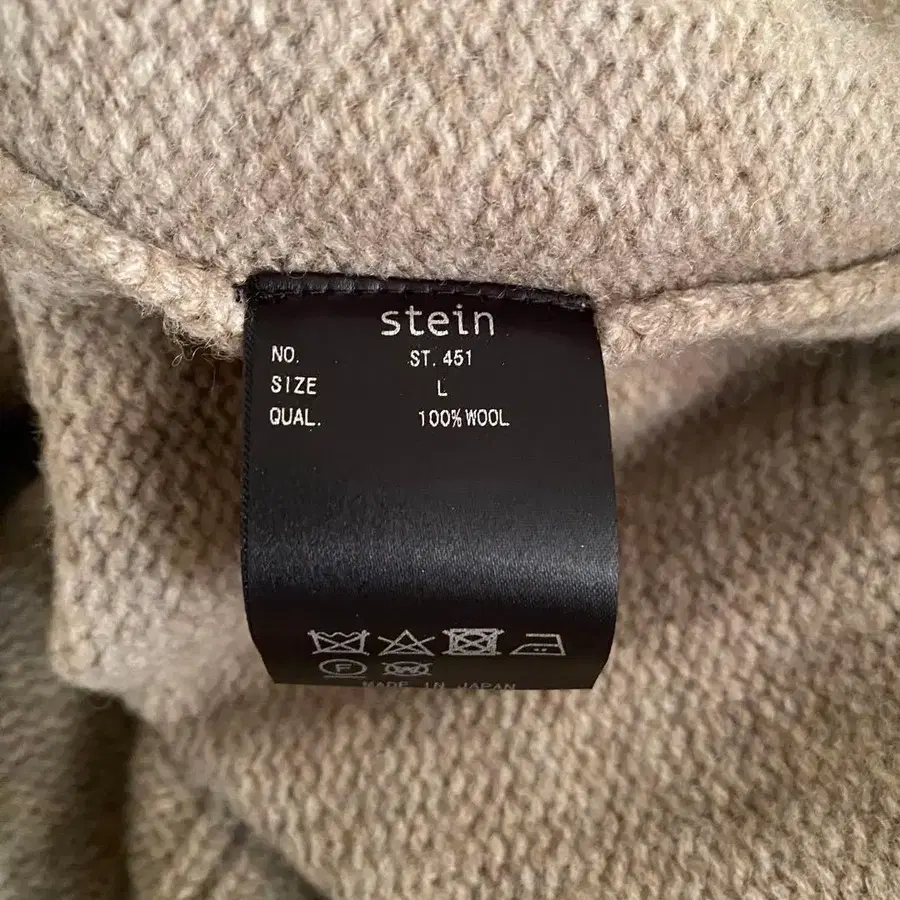 stein
NO. ST.451
SIZE L
QUAL. 100% WOOL
F W
MADE IN JAPAN